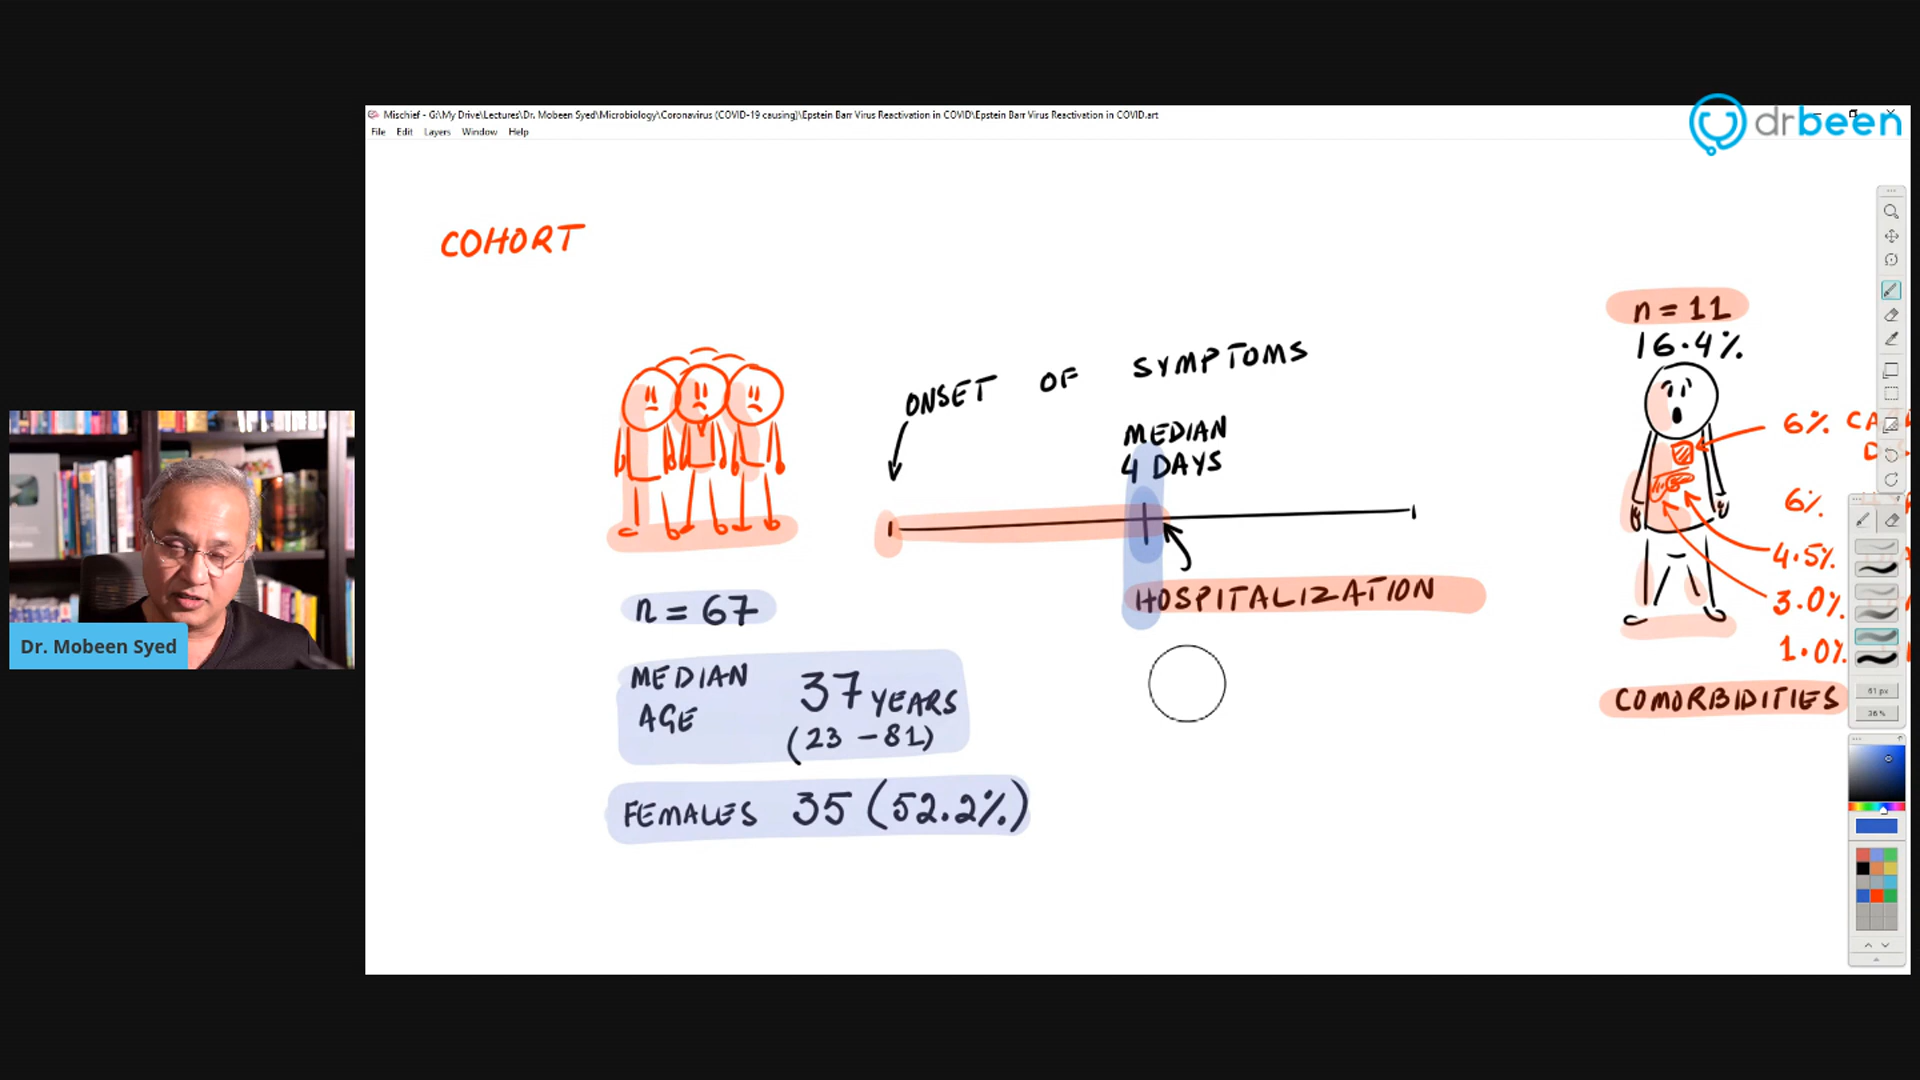 Mischief - G:\My Drive\Lectures\Dr. Mobeen Syed\Microbiology\Coronavirus (COVID-19 causing)\Epstein Barr Virus Reactivation in COVID\Epstein Barr Virus Reactivation in COVID.art
File Edit Layers Window Help
drbeen
COHORT
ONSET OF SYMPTOMS
MEDIAN
4 DAYS
HOSPITALIZATION
n = 67
MEDIAN
AGE
37 YEARS
(23 - 81)
FEMALES 35 (52.2%)
n = 11
16.4%
6%
6%
4.5%
3.0%
1.0%
COMORBIDITIES
61 px
36 %
Dr. Mobeen Syed